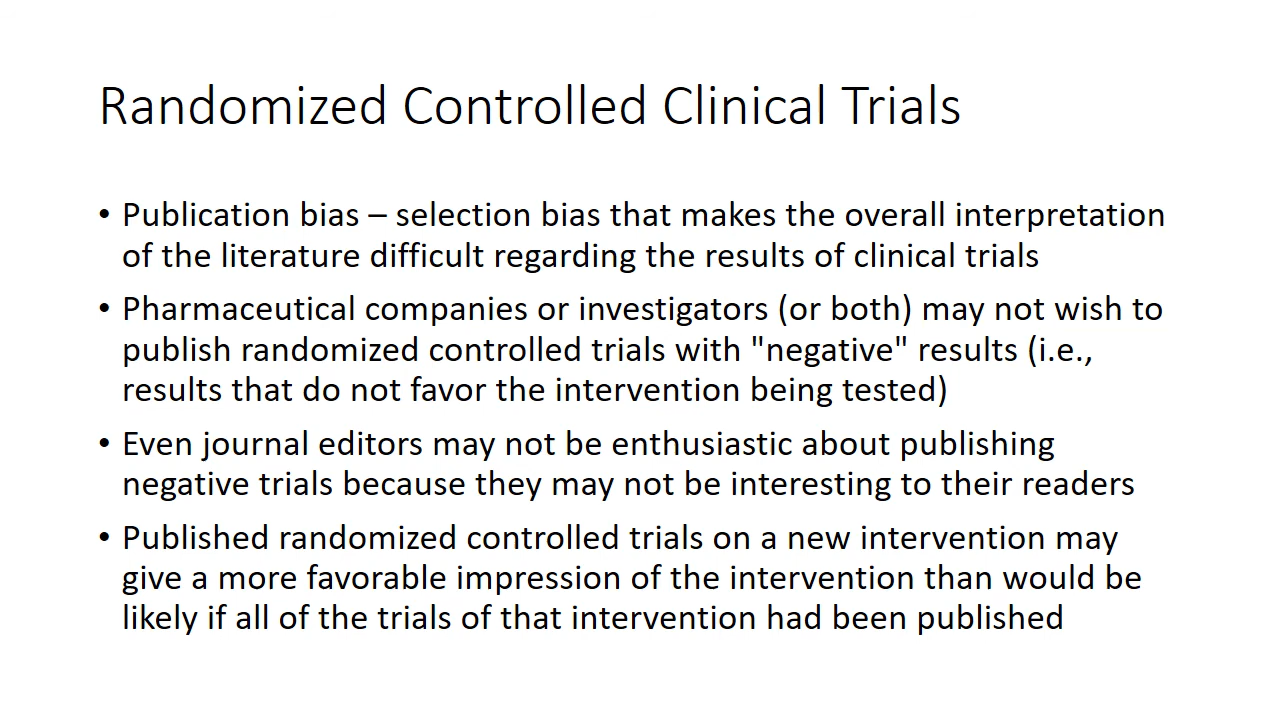 Randomized Controlled Clinical Trials
• Publication bias – selection bias that makes the overall interpretation
of the literature difficult regarding the results of clinical trials
• Pharmaceutical companies or investigators (or both) may not wish to
publish randomized controlled trials with "negative" results (i.e.,
results that do not favor the intervention being tested)
• Even journal editors may not be enthusiastic about publishing
negative trials because they may not be interesting to their readers
• Published randomized controlled trials on a new intervention may
give a more favorable impression of the intervention than would be
likely if all of the trials of that intervention had been published